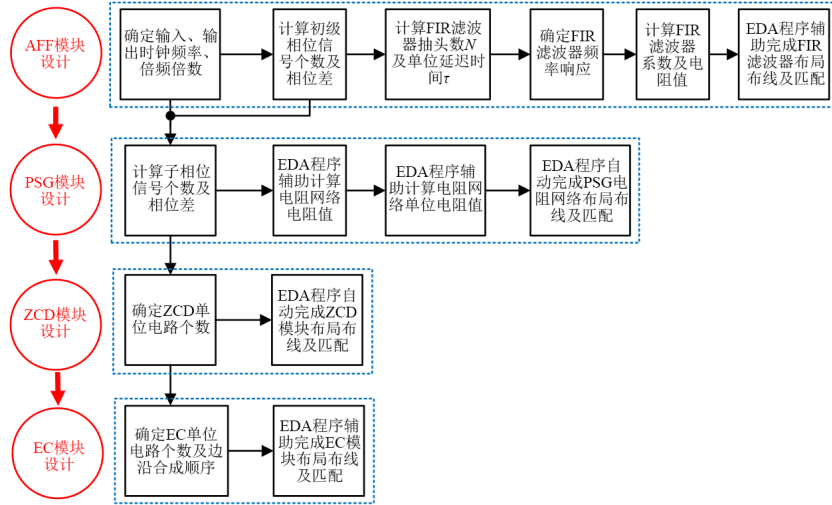 AFF模块
设计
确定输入、输
出时钟频率、
倍频倍数
计算初级
相位信
号个数及
相位差
计算FIR滤波
器抽头数N
及单位延迟时
间τ
确定FIR
滤波器频
率响应
计算FIR
滤波器
系数及电
阻值
EDA程序辅
助完成FIR
滤波器布局
布线及匹配
PSG模块
设计
计算子相位
信号个数及
相位差
EDA程序
辅助计算
电阻网络
电阻值
EDA程序辅
助计算电阻网
络单位电阻值
EDA程序自
动完成PSG电
阻网络布局布
线及匹配
ZCD模块
设计
确定ZCD单
位电路个数
EDA程序自
动完成ZCD
模块布局布
线及匹配
EC模块
设计
确定EC单位
电路个数及边
沿合成顺序
EDA程序辅
助完成EC模
块布局布线
及匹配